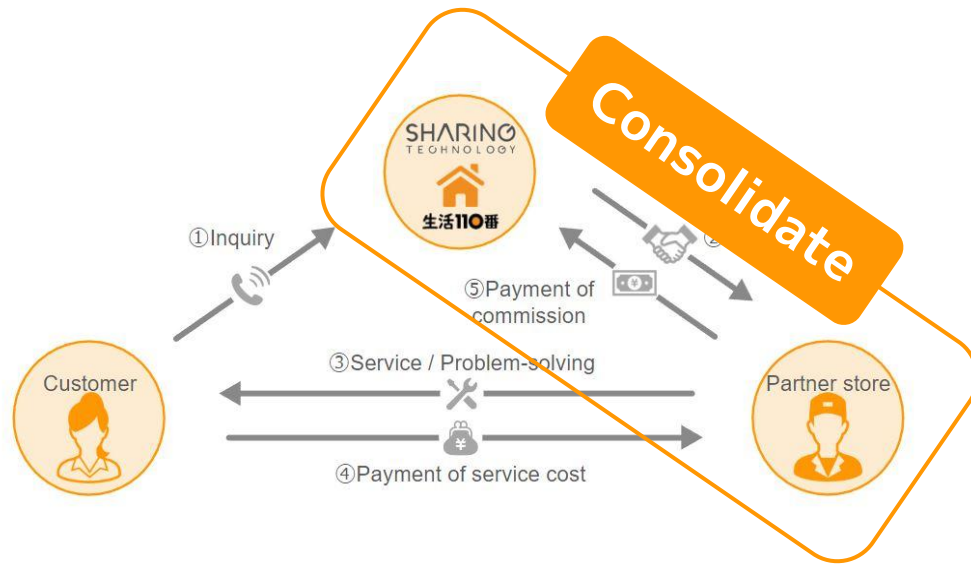 Consolidate
SHARING
TECHNOLOGY
生活110番
①Inquiry
②
⑤Payment of
commission
③Service / Problem-solving
Customer
Partner store
④Payment of service cost